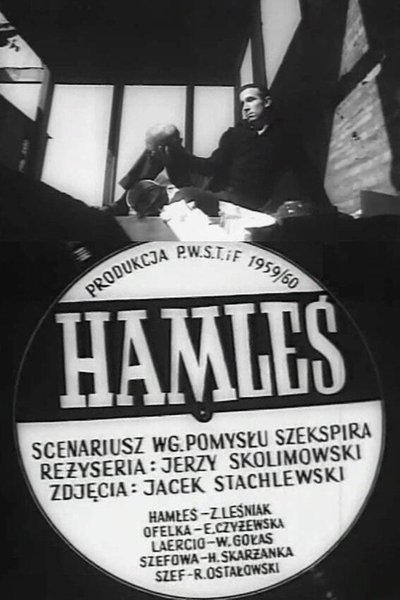 PRODUKCJA P.W.S.T.iF 1959/60
HAMLEŚ
SCENARIUSZ WG. POMYSŁU SZEKSPIRA
REŻYSERIA: JERZY SKOLIMOWSKI
ZDJĘCIA: JACEK STACHLEWSKI
HAMŁEŚ-Z.LEŚNIAK
OFELKA-E.CZYŻEWSKA
LAERCIO-W.GOŁAS
SZEFOWA-H.SKARŻANKA
SZEF-R.OSTAŁOWSKI